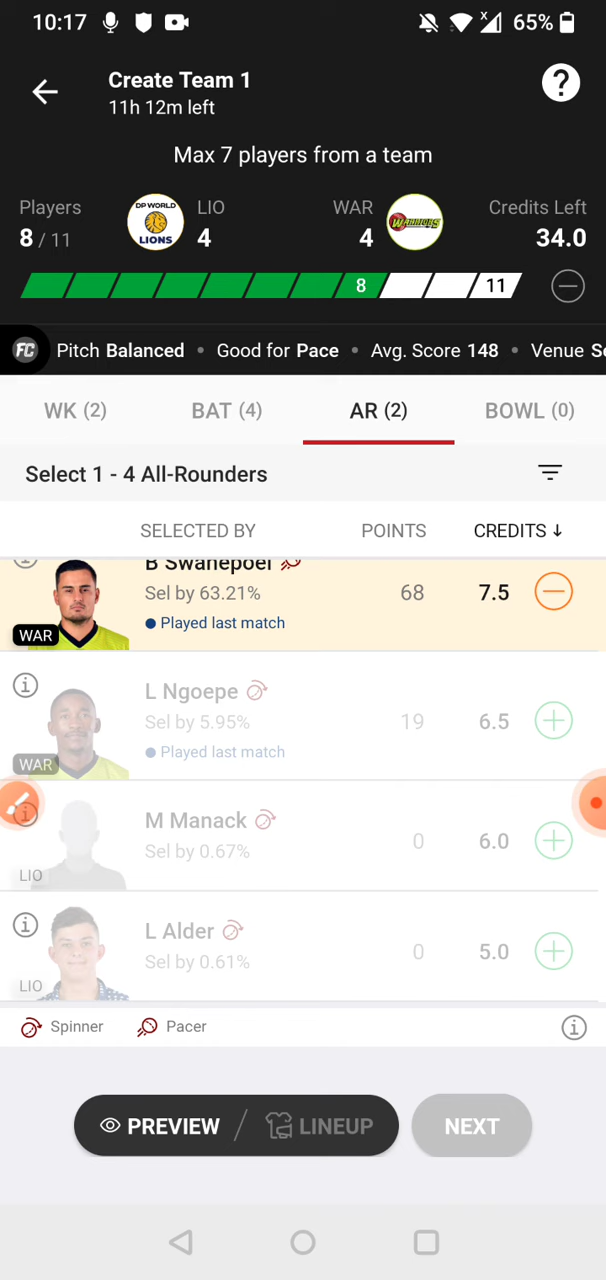 10:17 65%
Create Team 1
11h 12m left
?
Max 7 players from a team
Players LIO WAR Credits Left
8 / 11 4 4 34.0
DP WORLD
LIONS
WARRIORS
8 11
FC Pitch Balanced • Good for Pace • Avg. Score 148 • Venue
WK (2) BAT (4) AR (2) BOWL (0)
Select 1 - 4 All-Rounders
SELECTED BY POINTS CREDITS ↓
B Swanepoel
Sel by 63.21% 68 7.5
Played last match
WAR
L Ngoepe
Sel by 5.95% 19 6.5
Played last match
WAR
M Manack
Sel by 0.67% 0 6.0
LIO
L Alder
Sel by 0.61% 0 5.0
LIO
Spinner Pacer
PREVIEW / LINEUP NEXT